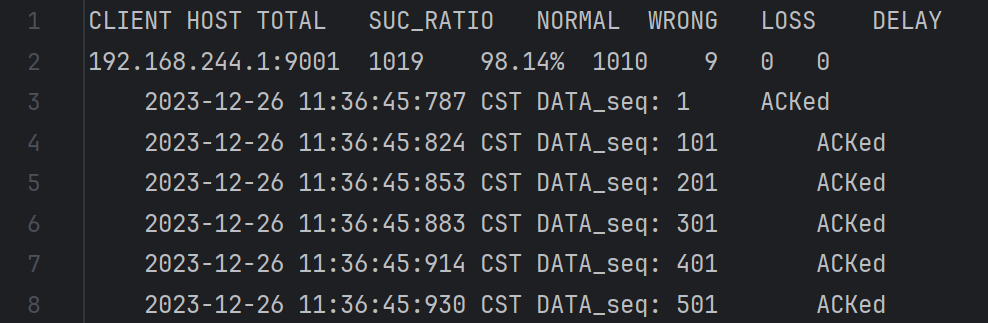 1 CLIENT HOST TOTAL SUC_RATIO NORMAL WRONG LOSS DELAY
2 192.168.244.1:9001 1019 98.14% 1010 9 0 0
3 2023-12-26 11:36:45:787 CST DATA_seq: 1 ACKed
4 2023-12-26 11:36:45:824 CST DATA_seq: 101 ACKed
5 2023-12-26 11:36:45:853 CST DATA_seq: 201 ACKed
6 2023-12-26 11:36:45:883 CST DATA_seq: 301 ACKed
7 2023-12-26 11:36:45:914 CST DATA_seq: 401 ACKed
8 2023-12-26 11:36:45:930 CST DATA_seq: 501 ACKed